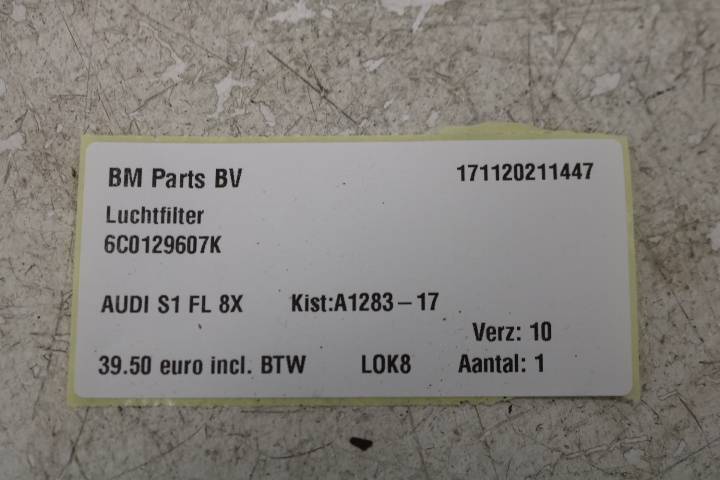 BM Parts BV 171120211447
Luchtfilter
6C0129607K
AUDI S1 FL 8X Kist:A1283-17
Verz: 10
39.50 euro incl. BTW LOK8 Aantal: 1